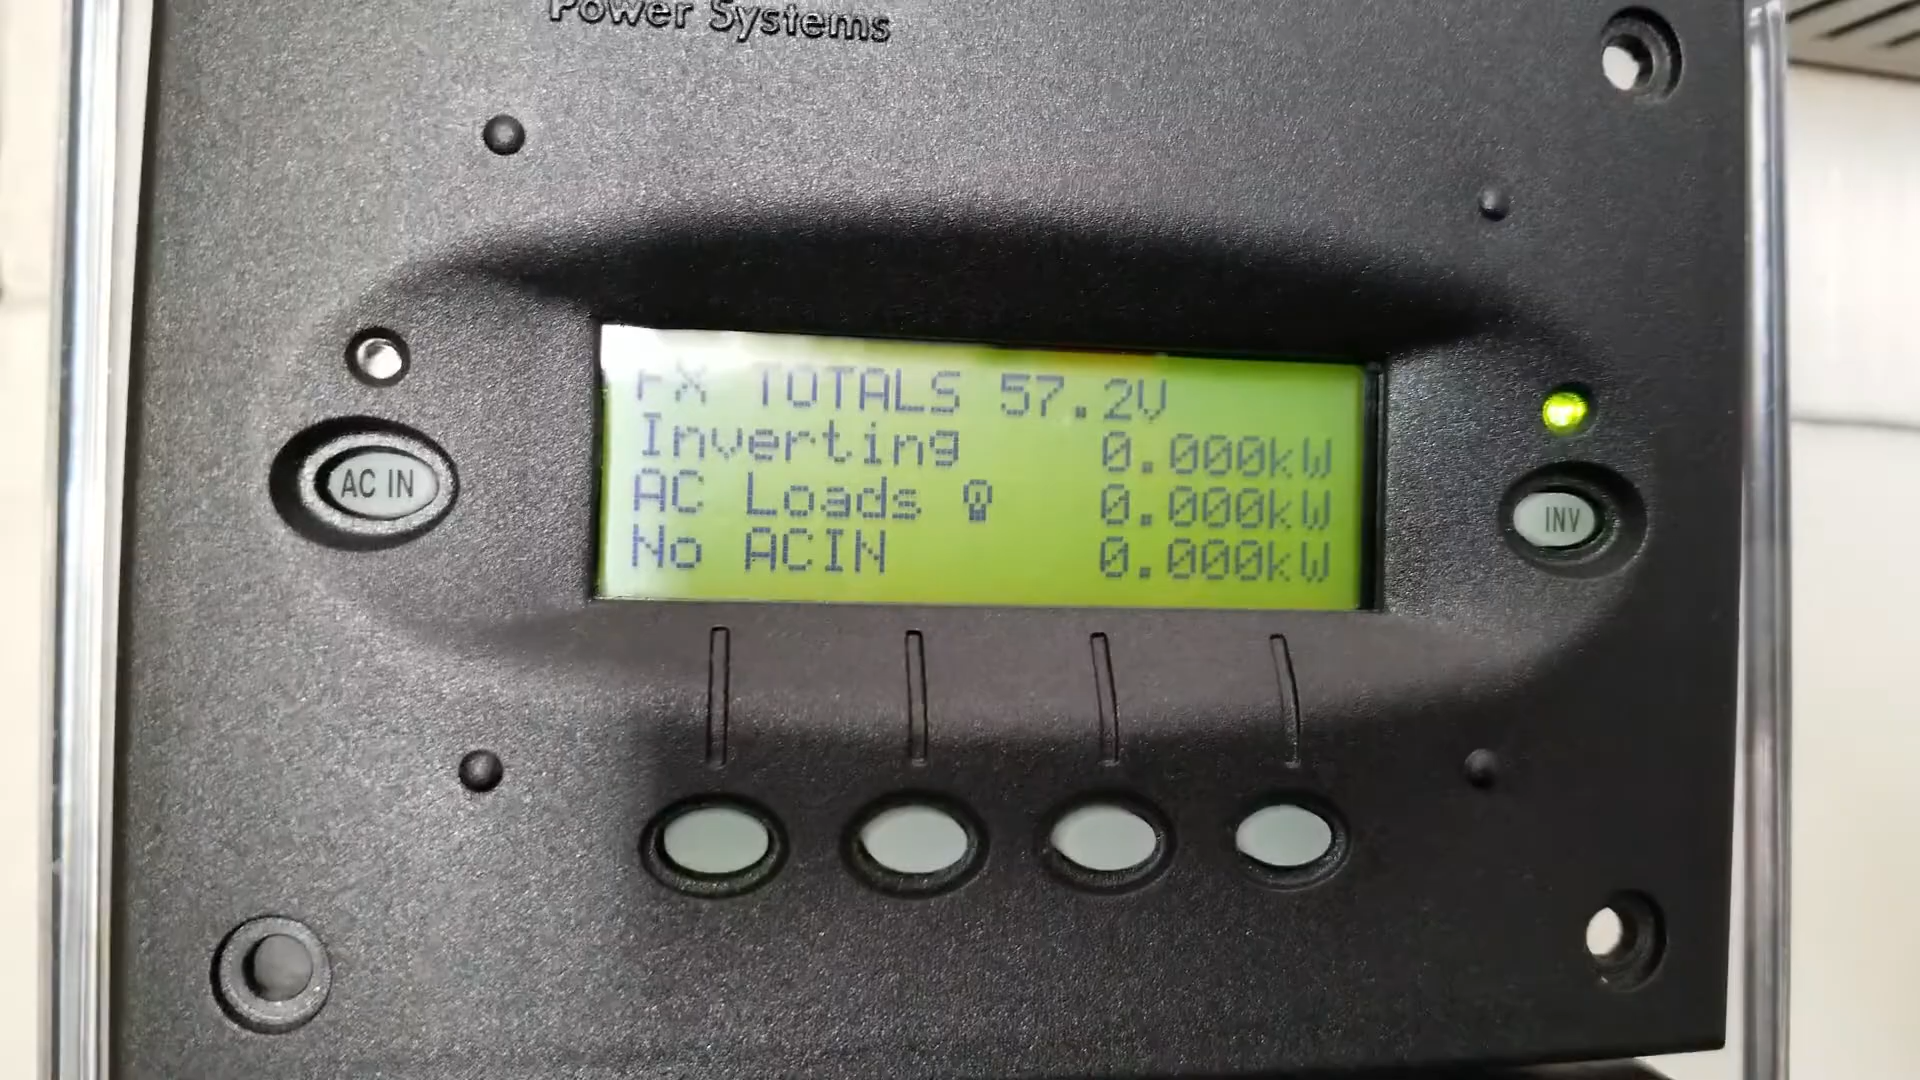 Power Systems
FX TOTALS 57.2V
Inverting 0.000kW
AC Loads 0.000kW
No ACIN 0.000kW
AC IN
INV